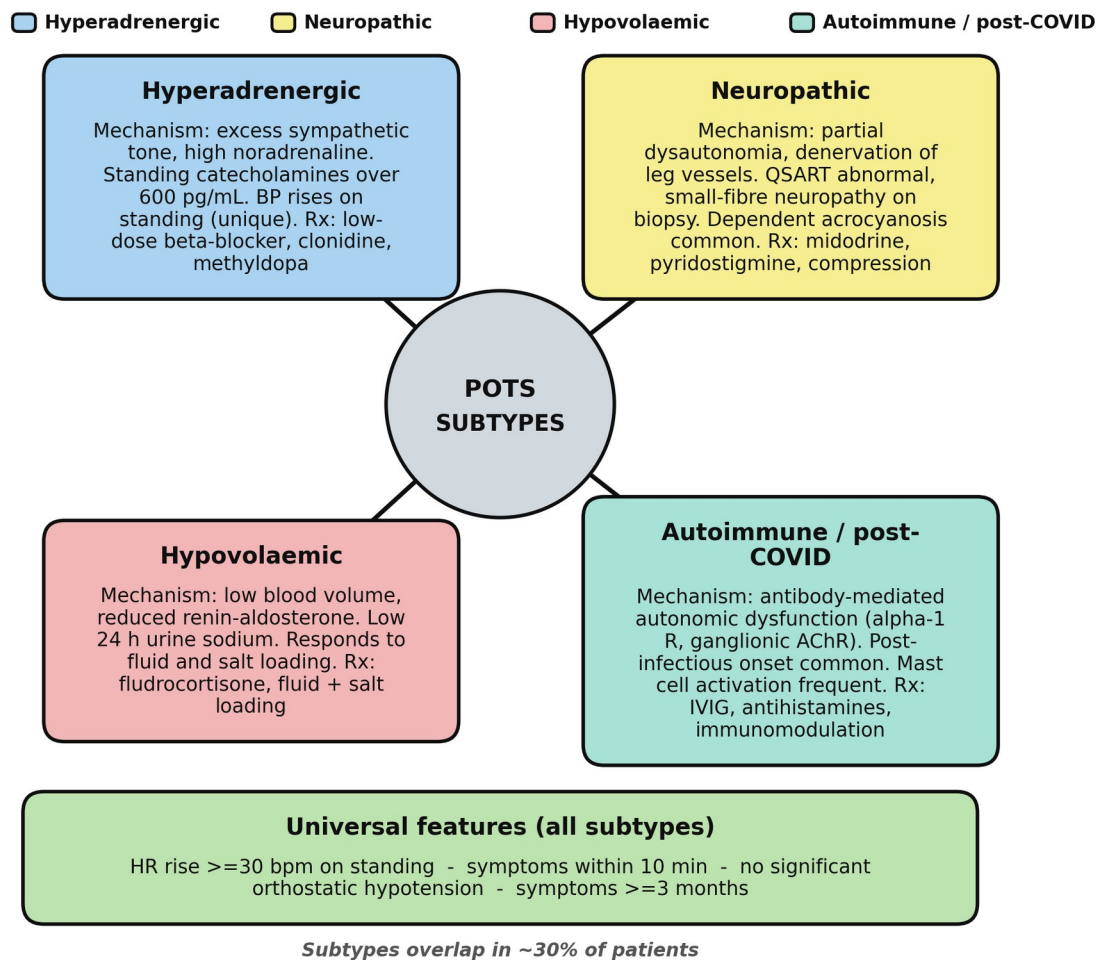 Hyperadrenergic
Neuropathic
Hypovolaemic
Autoimmune / post-COVID
Hyperadrenergic
Mechanism: excess sympathetic
tone, high noradrenaline.
Standing catecholamines over
600 pg/mL. BP rises on
standing (unique). Rx: low-
dose beta-blocker, clonidine,
methyldopa
Neuropathic
Mechanism: partial
dysautonomia, denervation of
leg vessels. QSART abnormal,
small-fibre neuropathy on
biopsy. Dependent acrocyanosis
common. Rx: midodrine,
pyridostigmine, compression
POTS
SUBTYPES
Hypovolaemic
Mechanism: low blood volume,
reduced renin-aldosterone. Low
24 h urine sodium. Responds to
fluid and salt loading. Rx:
fludrocortisone, fluid + salt
loading
Autoimmune / post-
COVID
Mechanism: antibody-mediated
autonomic dysfunction (alpha-1
R, ganglionic AChR). Post-
infectious onset common. Mast
cell activation frequent. Rx:
IVIG, antihistamines,
immunomodulation
Universal features (all subtypes)
HR rise >=30 bpm on standing - symptoms within 10 min - no significant
orthostatic hypotension - symptoms >=3 months
Subtypes overlap in ~30% of patients